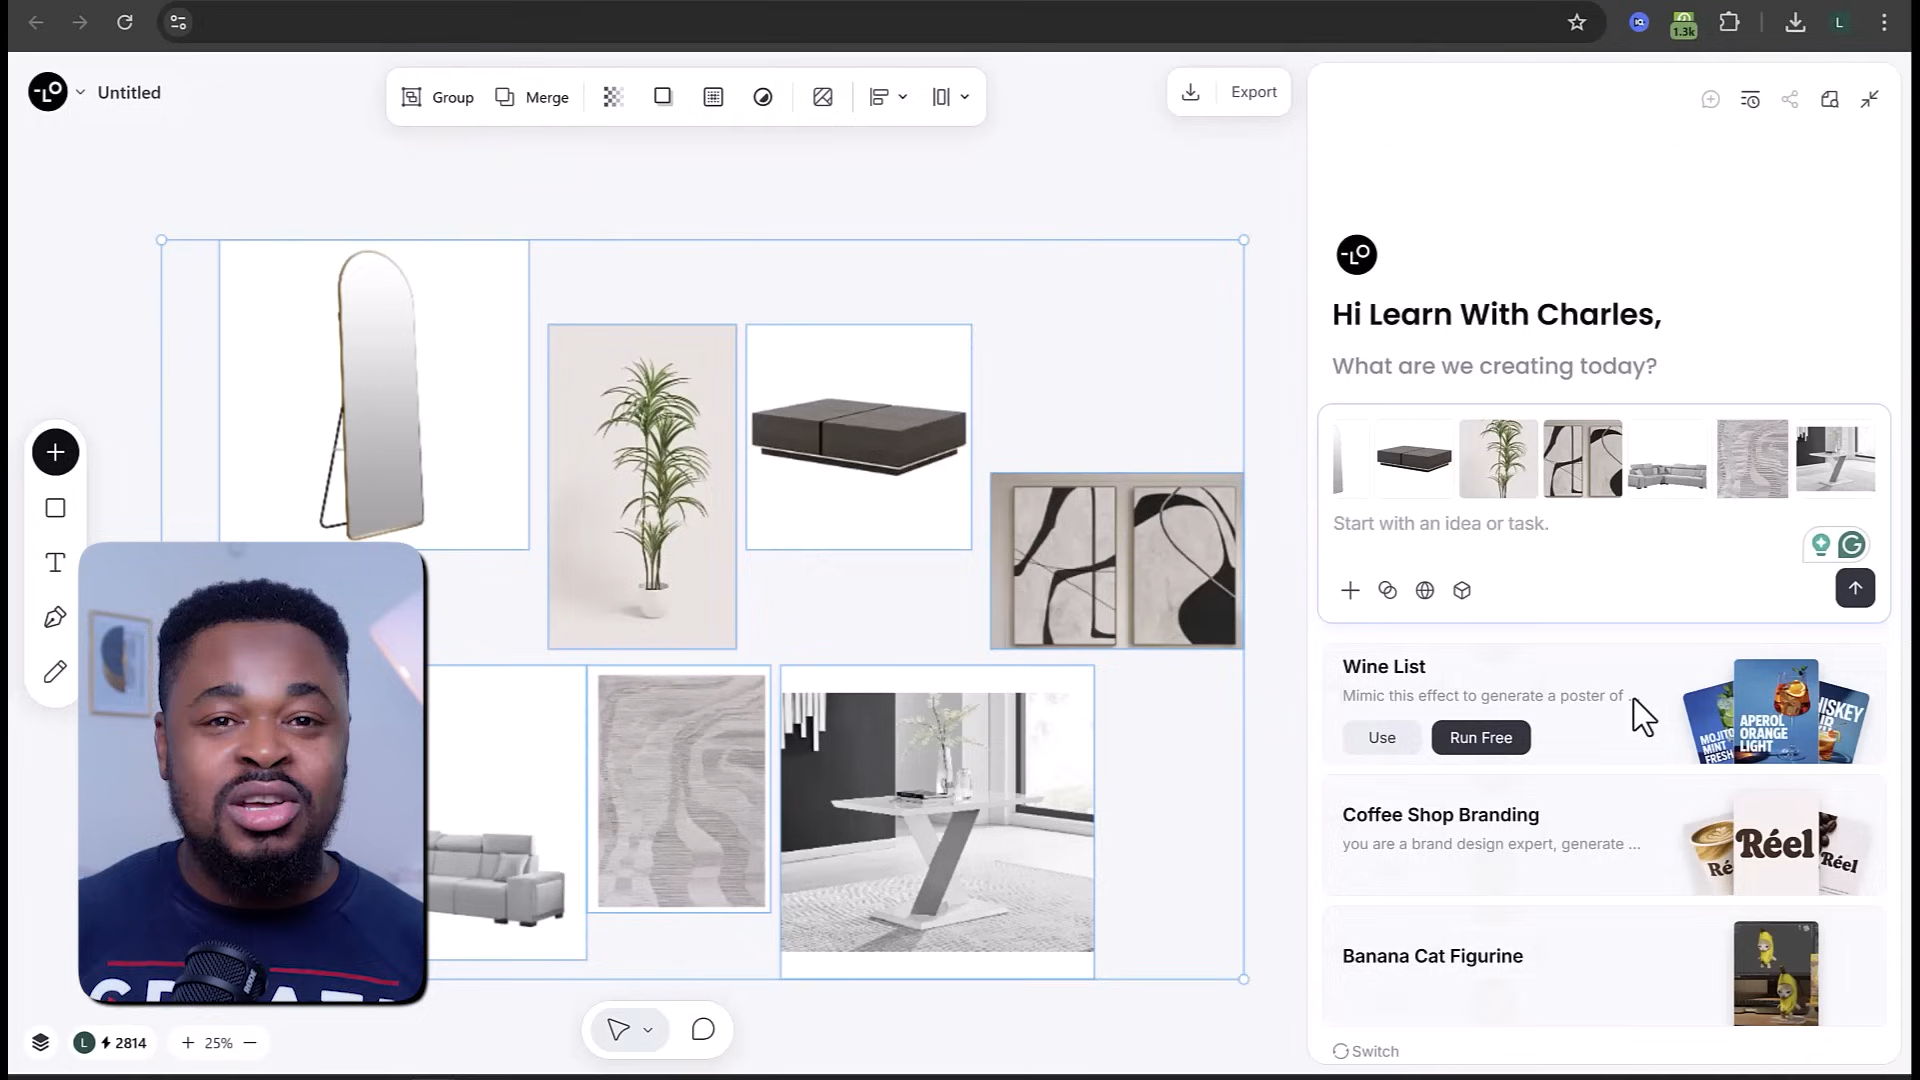 1.3k
L
Untitled
Group
Merge
Export
Hi Learn With Charles,
What are we creating today?
Start with an idea or task.
Wine List
Mimic this effect to generate a poster of ...
Use
Run Free
MOJITO
MINT
FRESH
APEROL
ORANGE
LIGHT
Coffee Shop Branding
you are a brand design expert, generate ...
Réel
Réel
Banana Cat Figurine
Switch
L
2814
25%